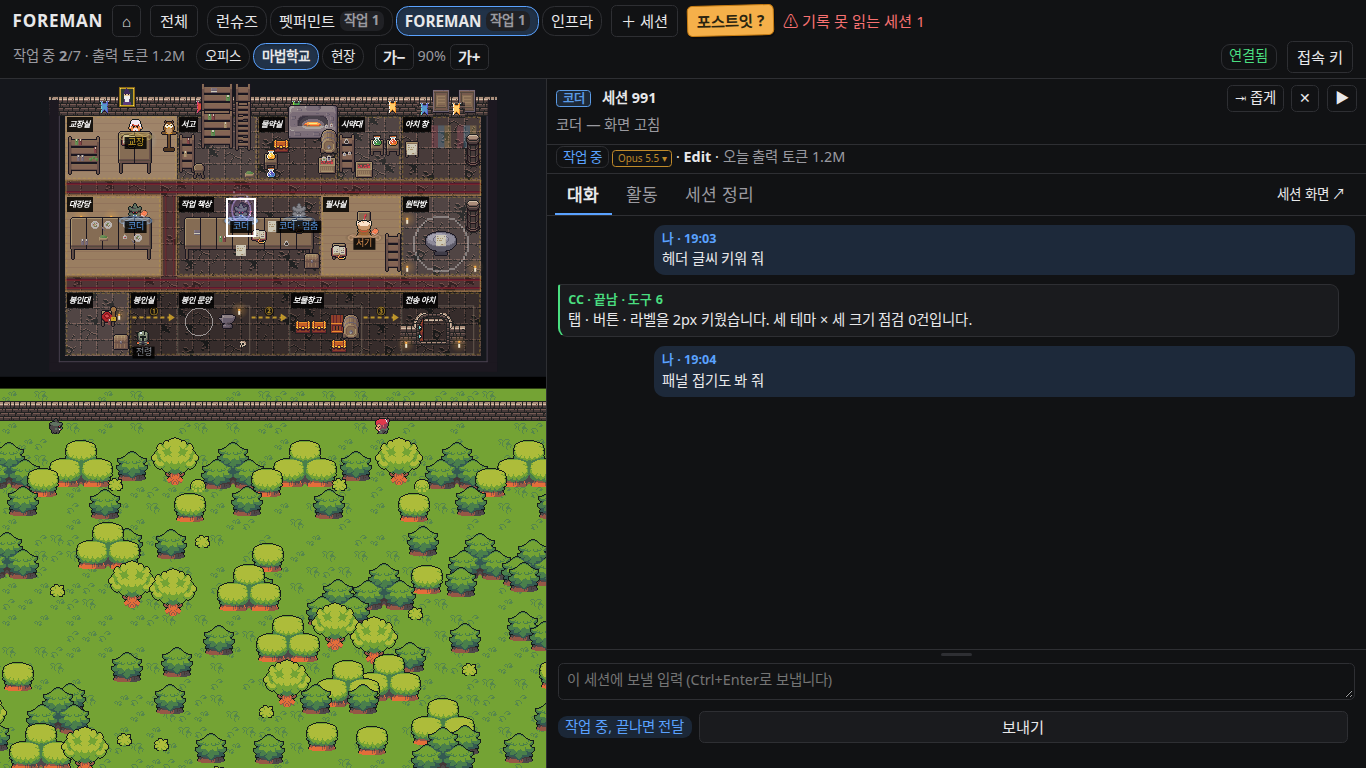 FOREMAN ⌂ 전체 런슈즈 펫퍼민트 작업 1 FOREMAN 작업 1 인프라 + 세션 포스트잇 ? ⚠ 기록 못 읽는 세션 1
작업 중 2/7 · 출력 토큰 1.2M 오피스 마법학교 현장 가− 90% 가+ 연결됨 접속 키
교장실 서고 물약실 시약대 아치 창
교장
대강당 작업 책상 필사실 원탁방
코더 코더 코더 · 멈춤
서기
봉인대 봉인실 봉인 문양 보물창고 전송 아치
1 2 3
전령
코더 세션 991 ⇥ 좁게 ✕ ▶
코더 — 화면 고침
작업 중 Opus 5.5 ▾ · Edit · 오늘 출력 토큰 1.2M
대화 활동 세션 정리 세션 화면 ↗
나 · 19:03
헤더 글씨 키워 줘
CC · 끝남 · 도구 6
탭 · 버튼 · 라벨을 2px 키웠습니다. 세 테마 × 세 크기 점검 0건입니다.
나 · 19:04
패널 접기도 봐 줘
이 세션에 보낼 입력 (Ctrl+Enter로 보냅니다)
작업 중, 끝나면 전달 보내기